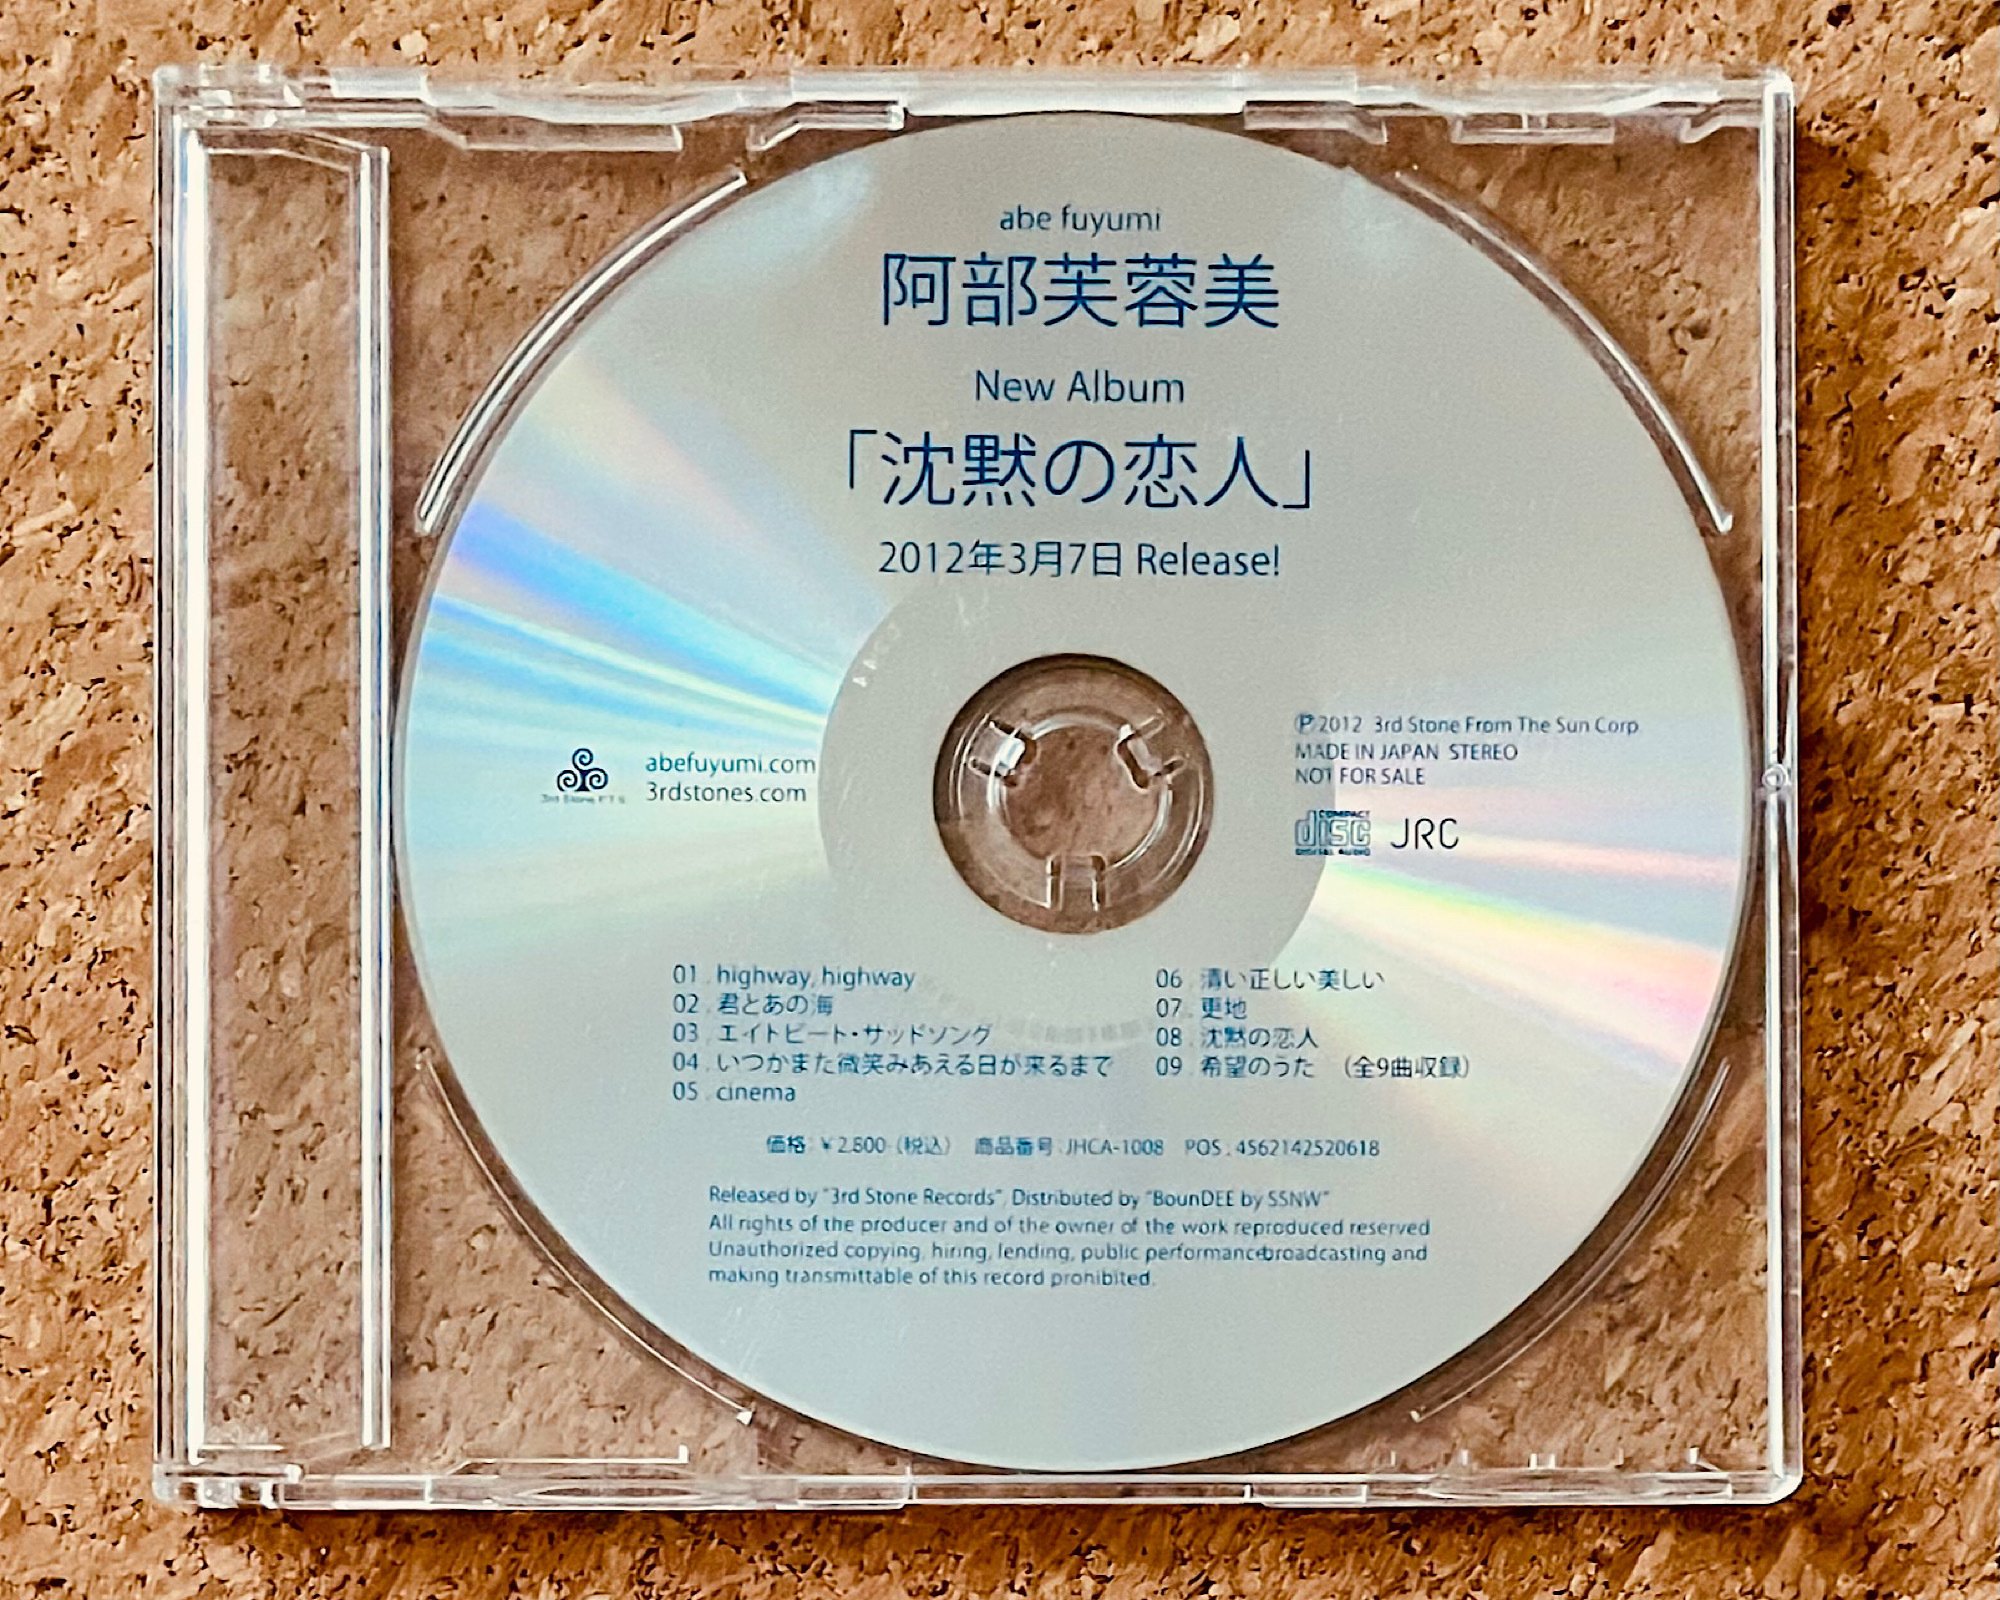 abe fuyumi
阿部芙蓉美
New Album
「沈黙の恋人」
2012年3月7日 Release!
3rd Stone F T S
abefuyumi.com
3rdstones.com
Ⓟ2012 3rd Stone From The Sun Corp.
MADE IN JAPAN STEREO
NOT FOR SALE
COMPACT
disc
DIGITAL AUDIO
JRC
01. highway, highway
02. 君とあの海
03. エイトビート・サッドソング
04. いつかまた微笑みあえる日が来るまで
05. cinema
06. 清い正しい美しい
07. 更地
08. 沈黙の恋人
09. 希望のうた (全9曲収録)
価格:¥2,800 (税込) 商品番号:JHCA-1008 POS:4562142520618
Released by "3rd Stone Records", Distributed by "BounDEE by SSNW"
All rights of the producer and of the owner of the work reproduced reserved
Unauthorized copying, hiring, lending, public performancebroadcasting and
making transmittable of this record prohibited.